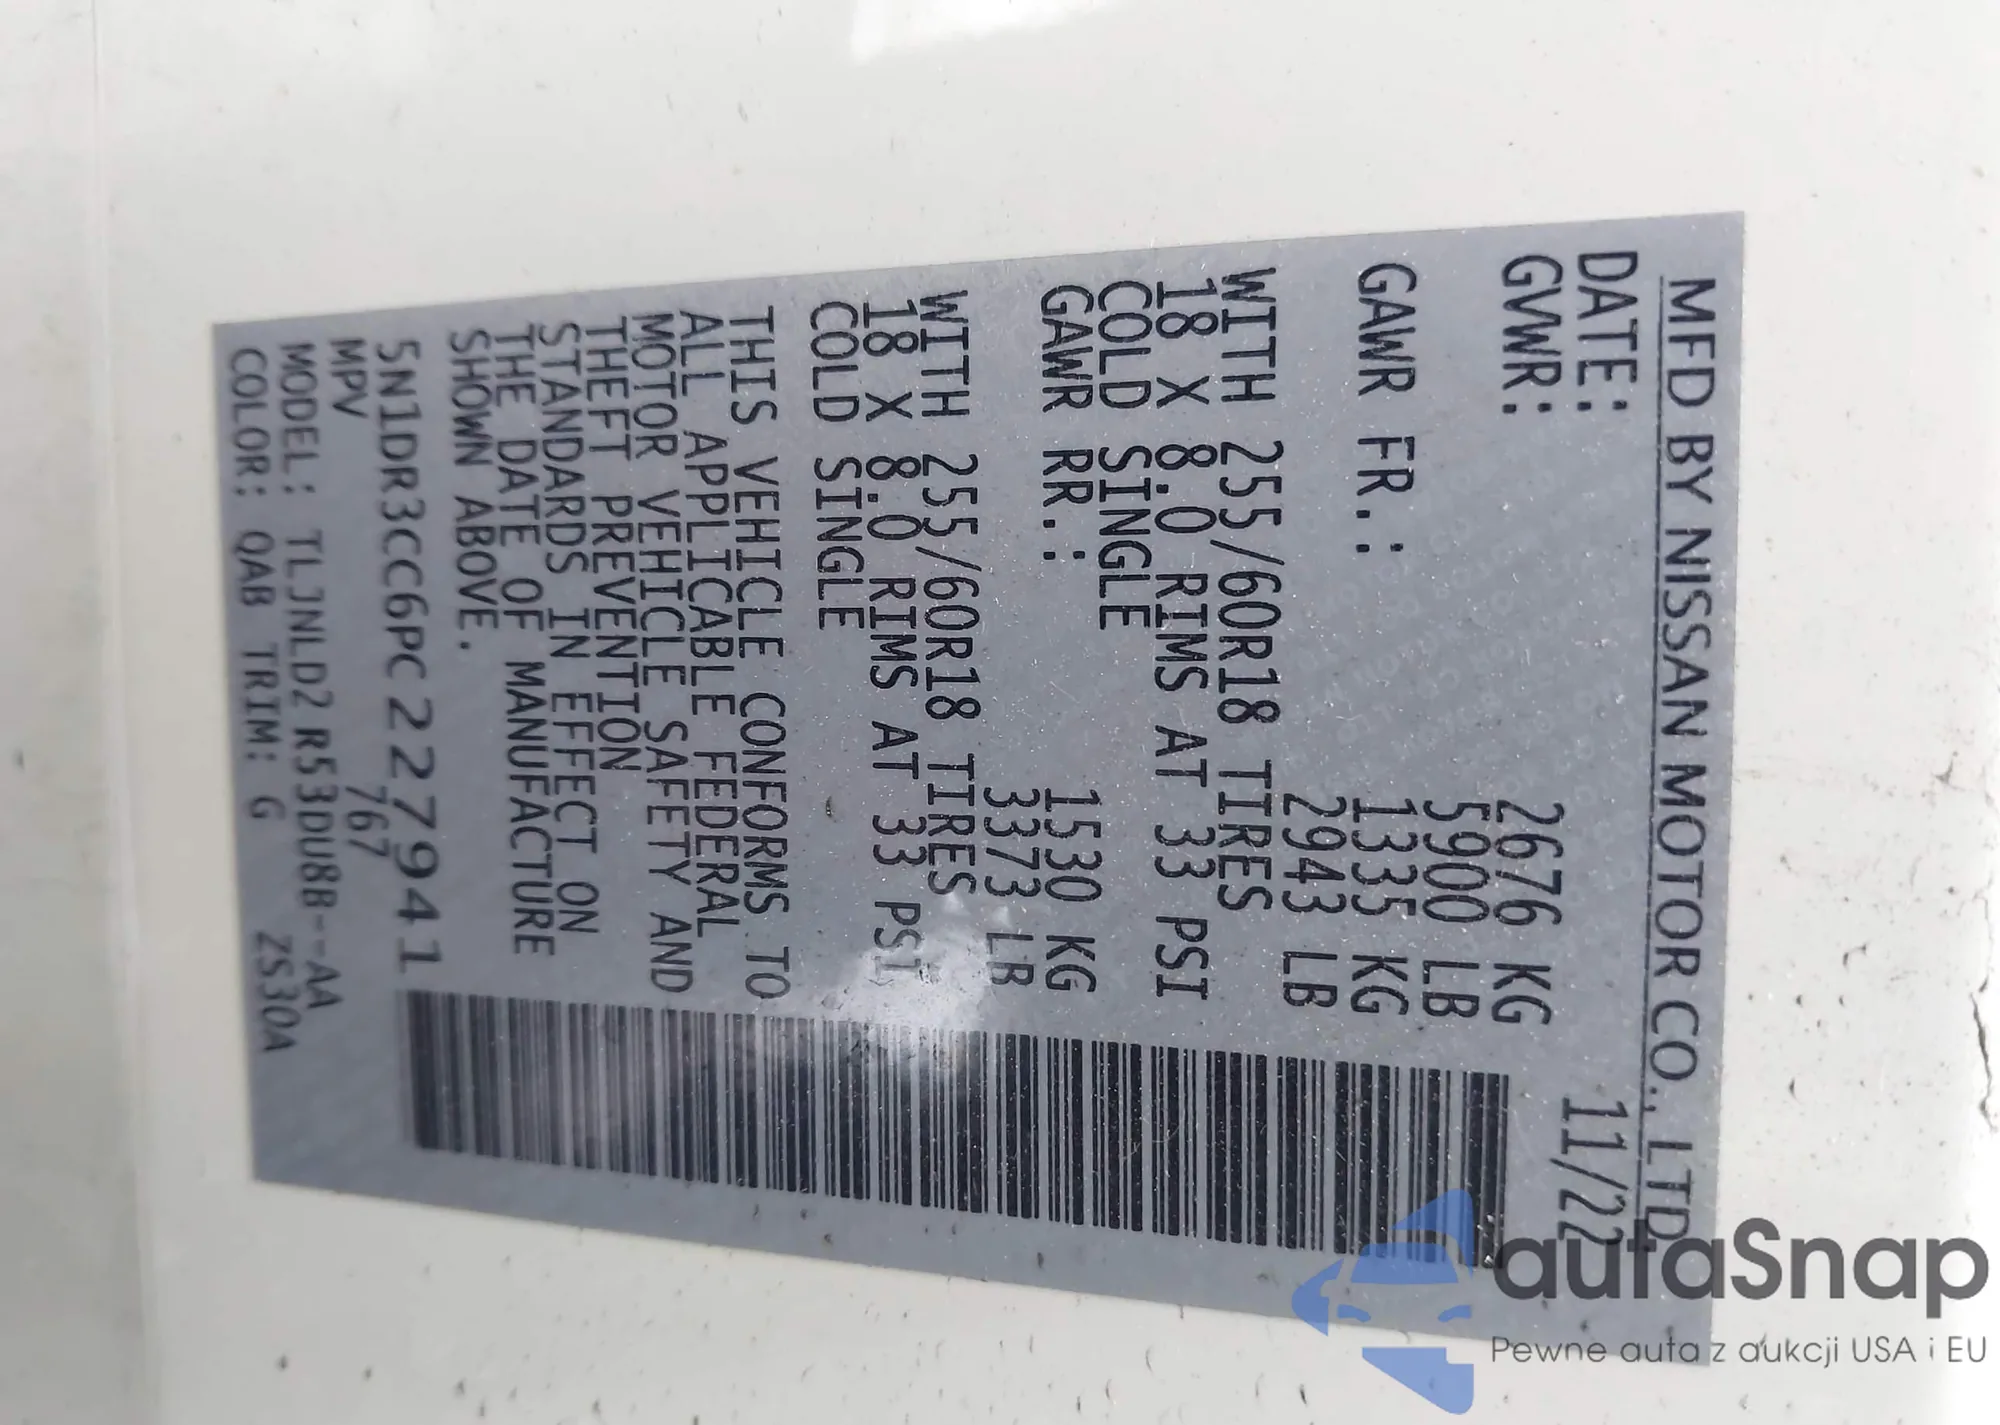 MFD BY NISSAN MOTOR CO., LTD.
DATE: 11/22
GVWR: 2676 KG
5900 LB
GAWR FR.: 1335 KG
2943 LB
WITH 255/60R18 TIRES
18 X 8.0 RIMS AT 33 PSI
COLD SINGLE
GAWR RR.: 1530 KG
3373 LB
WITH 255/60R18 TIRES
18 X 8.0 RIMS AT 33 PSI
COLD SINGLE
THIS VEHICLE CONFORMS TO
ALL APPLICABLE FEDERAL
MOTOR VEHICLE SAFETY AND
THEFT PREVENTION
STANDARDS IN EFFECT ON
THE DATE OF MANUFACTURE
SHOWN ABOVE.
5N1DR3CC6PC227941
MPV 767
MODEL: TLJNLD2 R53DU8B--AA
COLOR: QAB TRIM: G ZS30A
autaSnap
Pewne auta z aukcji USA i EU